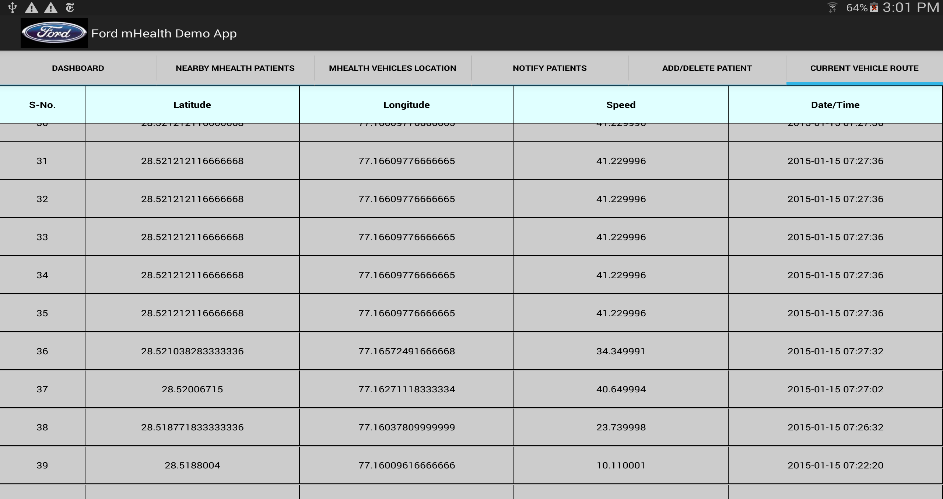 64% 3:01 PM
Ford Ford mHealth Demo App
DASHBOARD NEARBY MHEALTH PATIENTS MHEALTH VEHICLES LOCATION NOTIFY PATIENTS ADD/DELETE PATIENT CURRENT VEHICLE ROUTE
S-No. Latitude Longitude Speed Date/Time
31 28.521212116666668 77.16609776666665 41.229996 2015-01-15 07:27:36
32 28.521212116666668 77.16609776666665 41.229996 2015-01-15 07:27:36
33 28.521212116666668 77.16609776666665 41.229996 2015-01-15 07:27:36
34 28.521212116666668 77.16609776666665 41.229996 2015-01-15 07:27:36
35 28.521212116666668 77.16609776666665 41.229996 2015-01-15 07:27:36
36 28.521038283333336 77.16572491666668 34.349991 2015-01-15 07:27:32
37 28.52006715 77.16271118333334 40.649994 2015-01-15 07:27:02
38 28.518771833333336 77.16037809999999 23.739998 2015-01-15 07:26:32
39 28.5188004 77.16009616666666 10.110001 2015-01-15 07:22:20